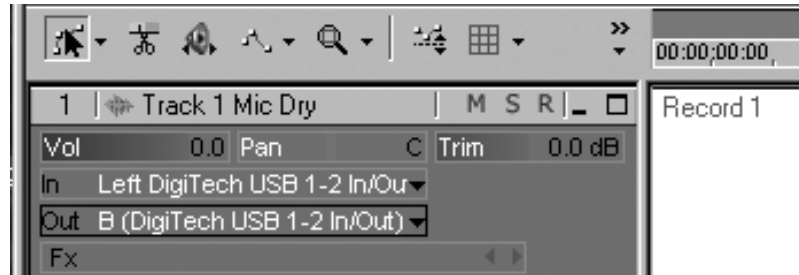 00:00;00:00,
1 Track 1 Mic Dry M S R
Record 1
Vol 0.0 Pan C Trim 0.0 dB
In Left DigiTech USB 1-2 In/Our
Out B (DigiTech USB 1-2 In/Out)
Fx